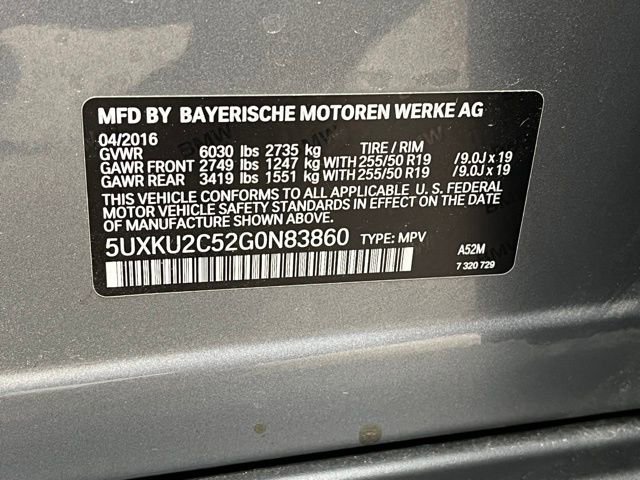 MFD BY BAYERISCHE MOTOREN WERKE AG
04/2016
GVWR 6030 lbs 2735 kg TIRE / RIM
GAWR FRONT 2749 lbs 1247 kg WITH 255/50 R19 /9.0J x 19
GAWR REAR 3419 lbs 1551 kg WITH 255/50 R19 /9.0J x 19
THIS VEHICLE CONFORMS TO ALL APPLICABLE U. S. FEDERAL
MOTOR VEHICLE SAFETY STANDARDS IN EFFECT ON THE DATE
OF MANUFACTURE SHOWN ABOVE.
5UXKU2C52G0N83860 TYPE: MPV
A52M
7 320 729